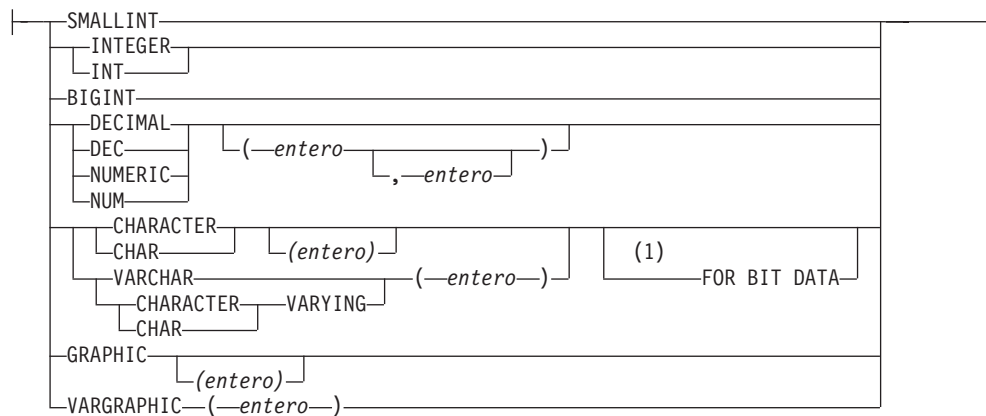 SMALLINT
INTEGER
INT
BIGINT
DECIMAL
DEC ( entero )
NUMERIC , entero
NUM
CHARACTER
CHAR (entero) (1)
VARCHAR ( entero ) FOR BIT DATA
CHARACTER VARYING
CHAR
GRAPHIC
(entero)
VARGRAPHIC ( entero )